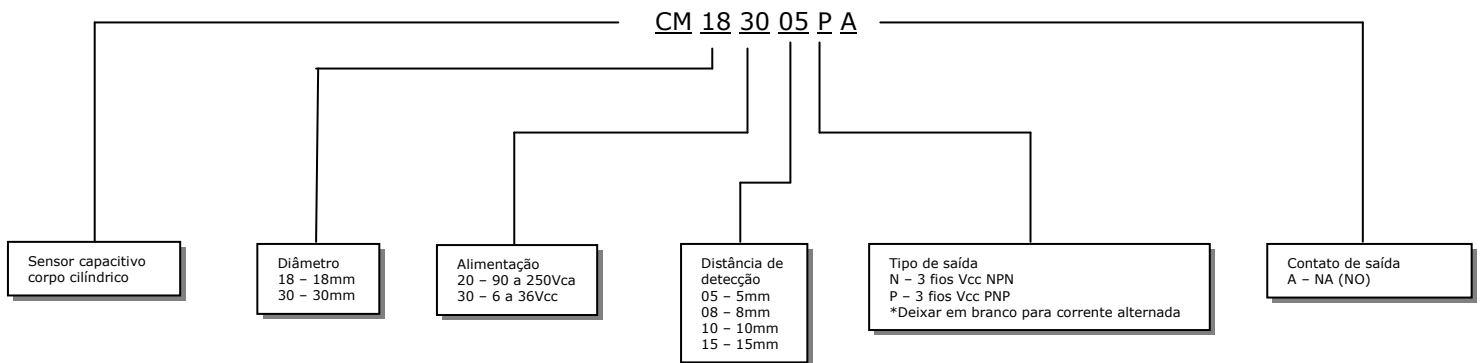 CM 18 30 05 P A
Sensor capacitivo
corpo cilíndrico
Diâmetro
18 – 18mm
30 – 30mm
Alimentação
20 – 90 a 250Vca
30 – 6 a 36Vcc
Distância de
detecção
05 – 5mm
08 – 8mm
10 – 10mm
15 – 15mm
Tipo de saída
N – 3 fios Vcc NPN
P – 3 fios Vcc PNP
*Deixar em branco para corrente alternada
Contato de saída
A – NA (NO)